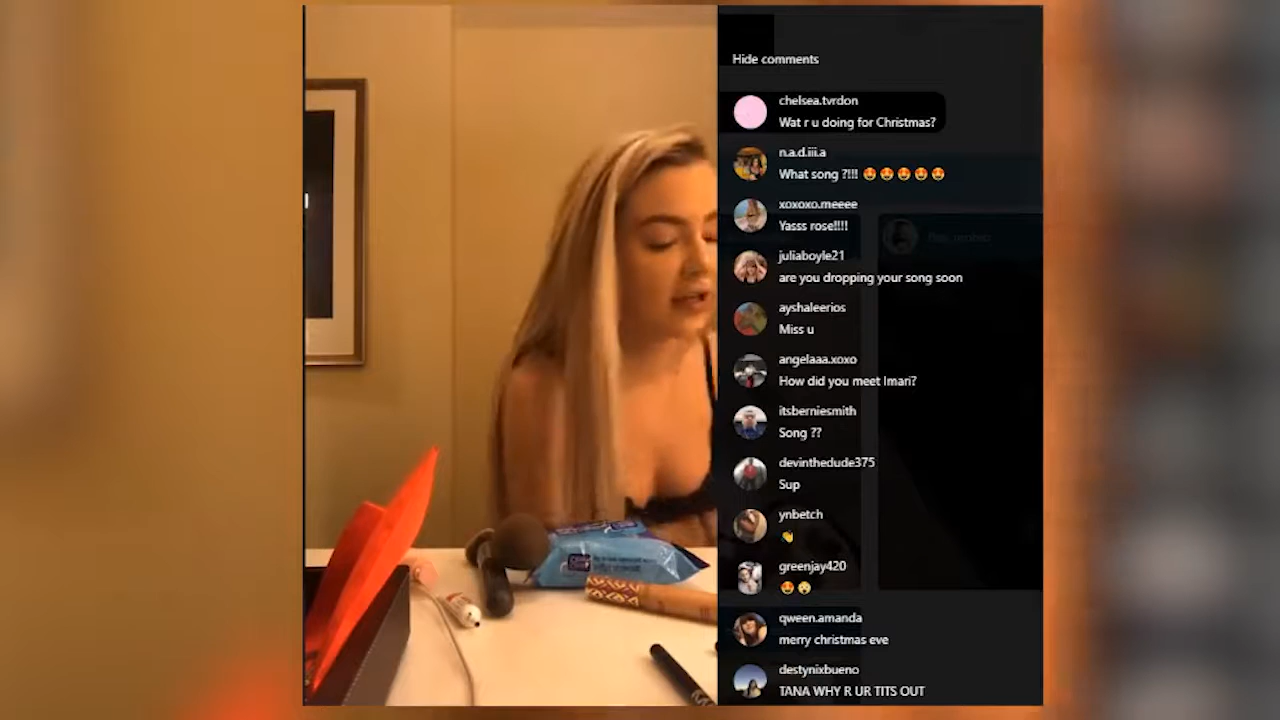 Hide comments
chelsea.tvrdon
Wat r u doing for Christmas?
n.a.d.iii.a
What song ?!!! 😍😍😍😍😍
xoxoxo.meeee
Yasss rose!!!!
juliaboyle21
are you dropping your song soon
ayshaleerios
Miss u
angelaaa.xoxo
How did you meet Imari?
itsberniesmith
Song ??
devinthedude375
Sup
ynbetch
👏
greenjay420
😍😵
qween.amanda
merry christmas eve
destynixbueno
TANA WHY R UR TITS OUT